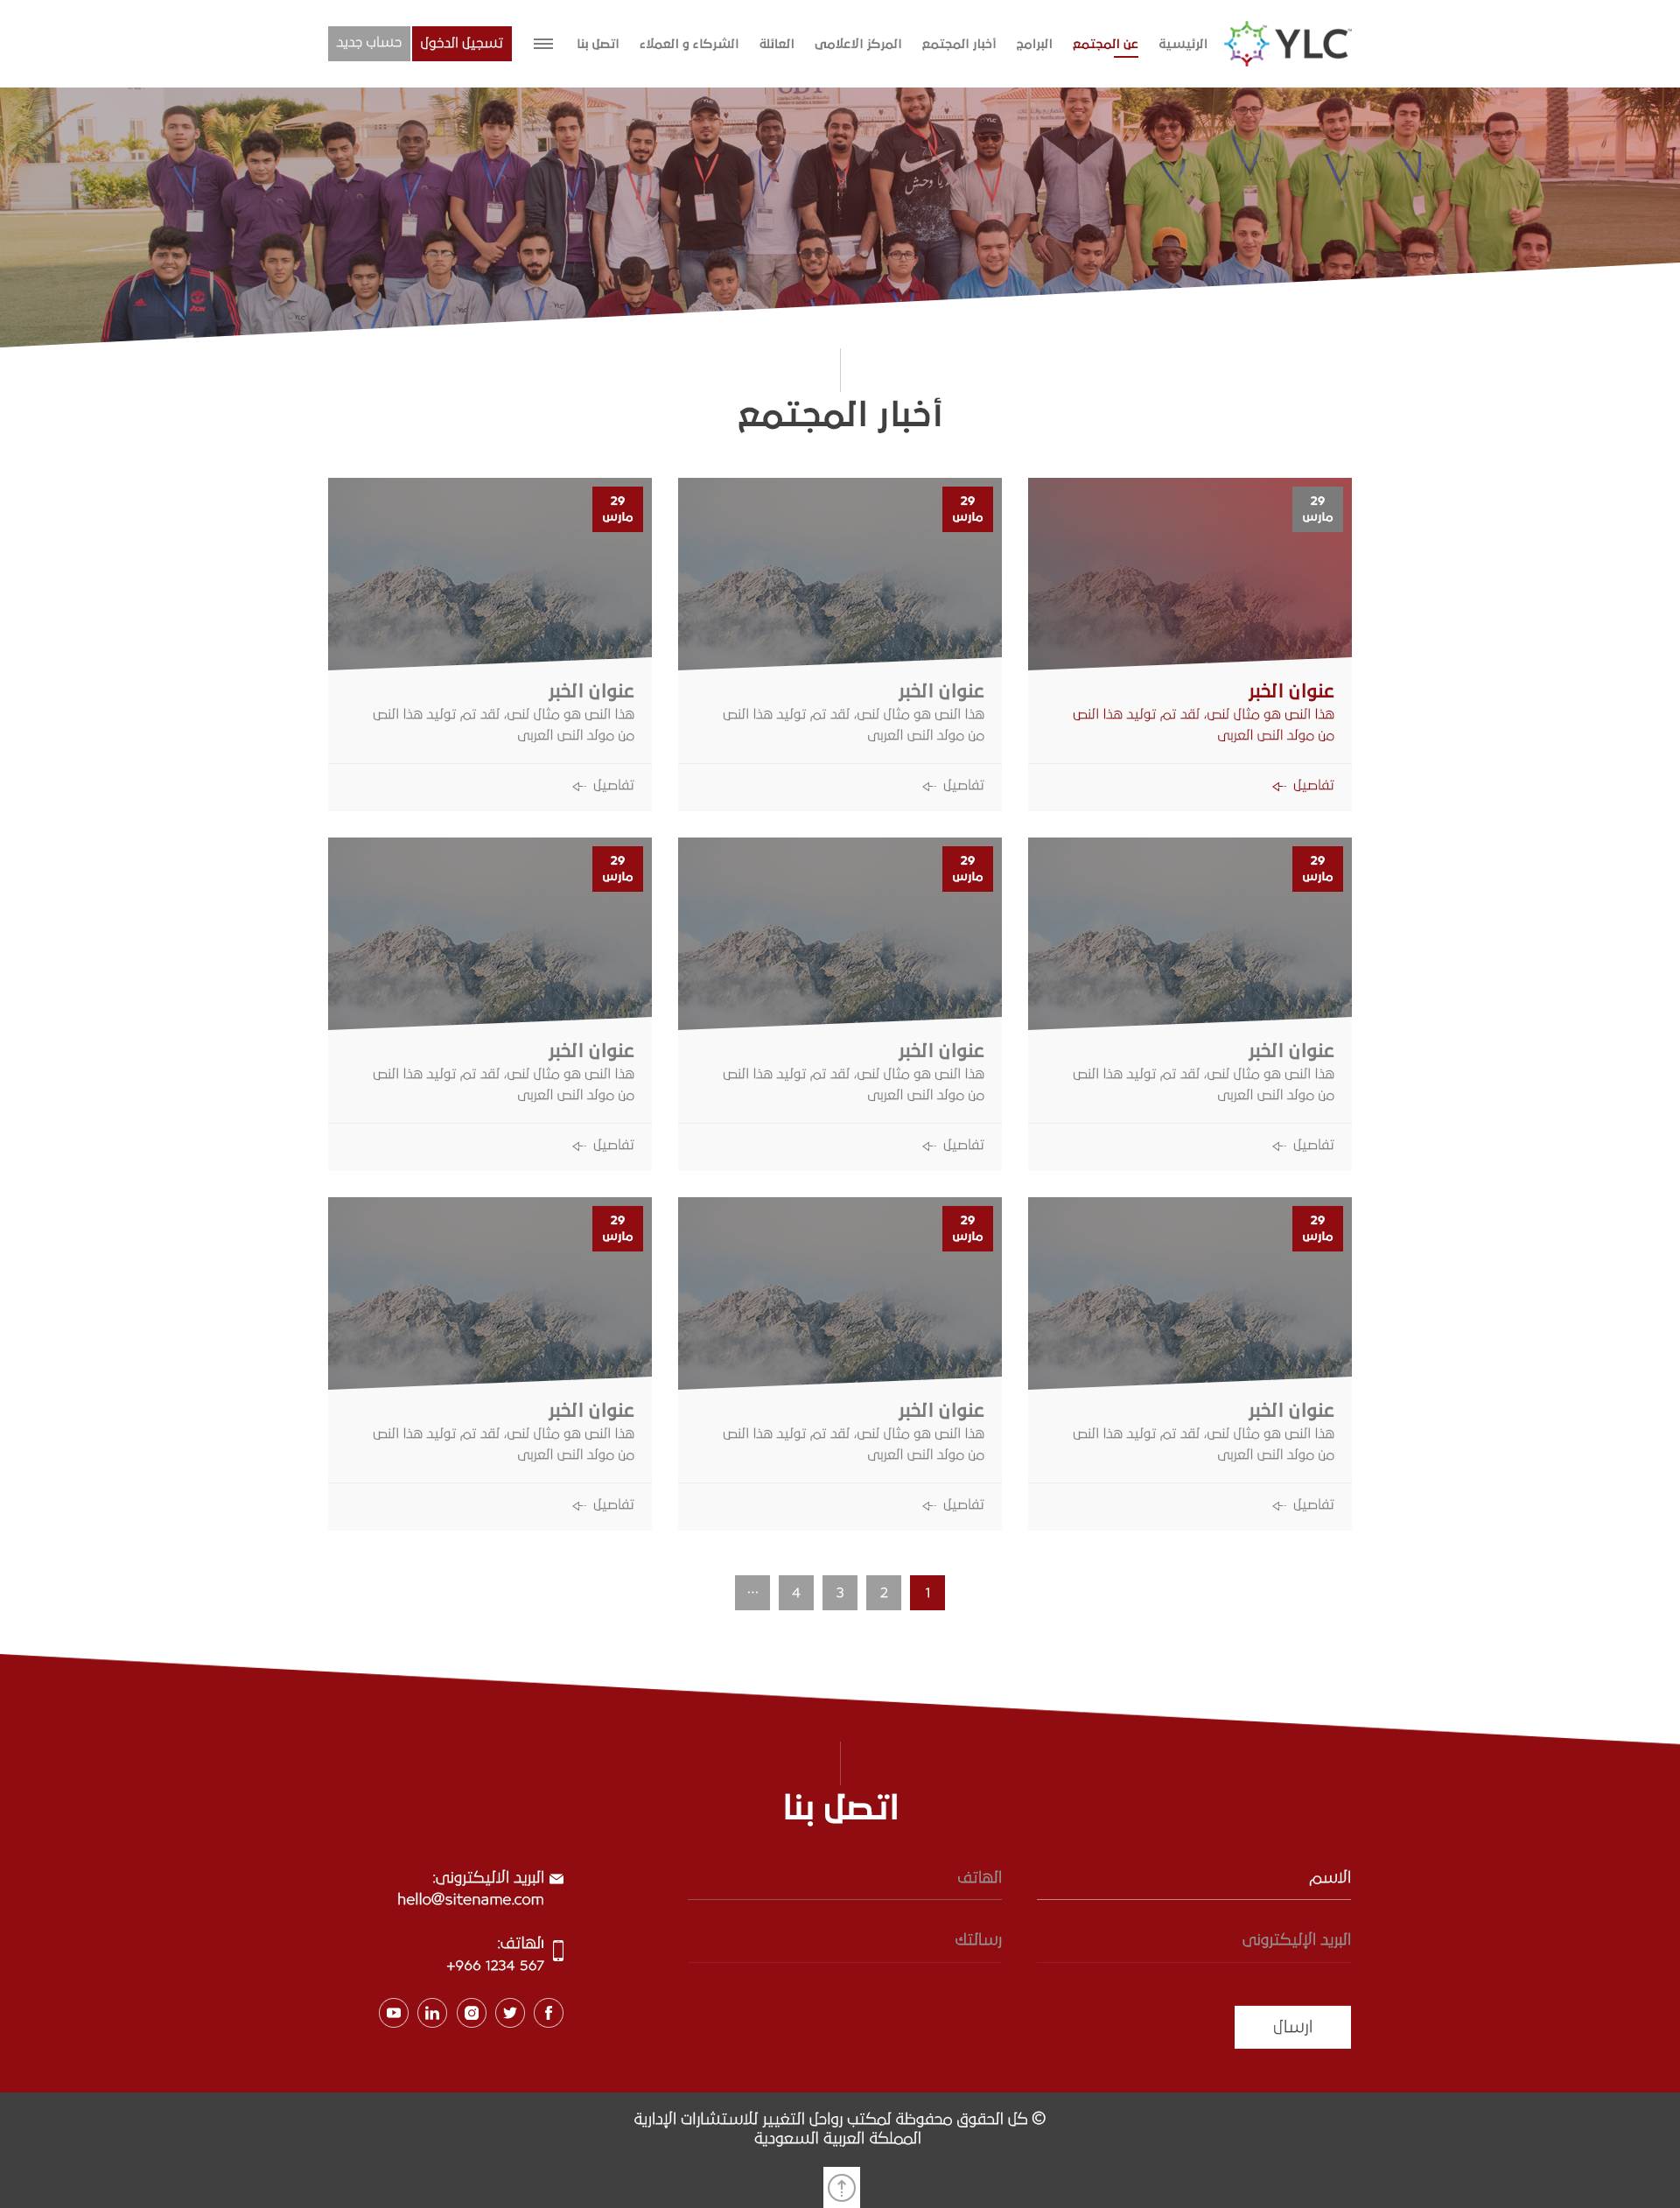 YLC
الرئيسية
عن المجتمع
البرامج
أخبار المجتمع
المركز الاعلامى
العائلة
الشركاء و العملاء
اتصل بنا
تسجيل الدخول
حساب جديد
YLC
YLC
يا وحش
أخبار المجتمع
29
مارس
29
مارس
29
مارس
عنوان الخبر
هذا النص هو مثال لنص، لقد تم توليد هذا النص
من مولد النص العربى
تفاصيل
عنوان الخبر
هذا النص هو مثال لنص، لقد تم توليد هذا النص
من مولد النص العربى
تفاصيل
عنوان الخبر
هذا النص هو مثال لنص، لقد تم توليد هذا النص
من مولد النص العربى
تفاصيل
29
مارس
29
مارس
29
مارس
عنوان الخبر
هذا النص هو مثال لنص، لقد تم توليد هذا النص
من مولد النص العربى
تفاصيل
عنوان الخبر
هذا النص هو مثال لنص، لقد تم توليد هذا النص
من مولد النص العربى
تفاصيل
عنوان الخبر
هذا النص هو مثال لنص، لقد تم توليد هذا النص
من مولد النص العربى
تفاصيل
29
مارس
29
مارس
29
مارس
عنوان الخبر
هذا النص هو مثال لنص، لقد تم توليد هذا النص
من مولد النص العربى
تفاصيل
عنوان الخبر
هذا النص هو مثال لنص، لقد تم توليد هذا النص
من مولد النص العربى
تفاصيل
عنوان الخبر
هذا النص هو مثال لنص، لقد تم توليد هذا النص
من مولد النص العربى
تفاصيل
1
2
3
4
...
اتصل بنا
الاسم
الهاتف
البريد الإليكترونى
رسالتك
ارسال
البريد الاليكترونى:
hello@sitename.com
الهاتف:
+966 1234 567
© كل الحقوق محفوظة لمكتب رواحل التغيير للاستشارات الإدارية
المملكة العربية السعودية